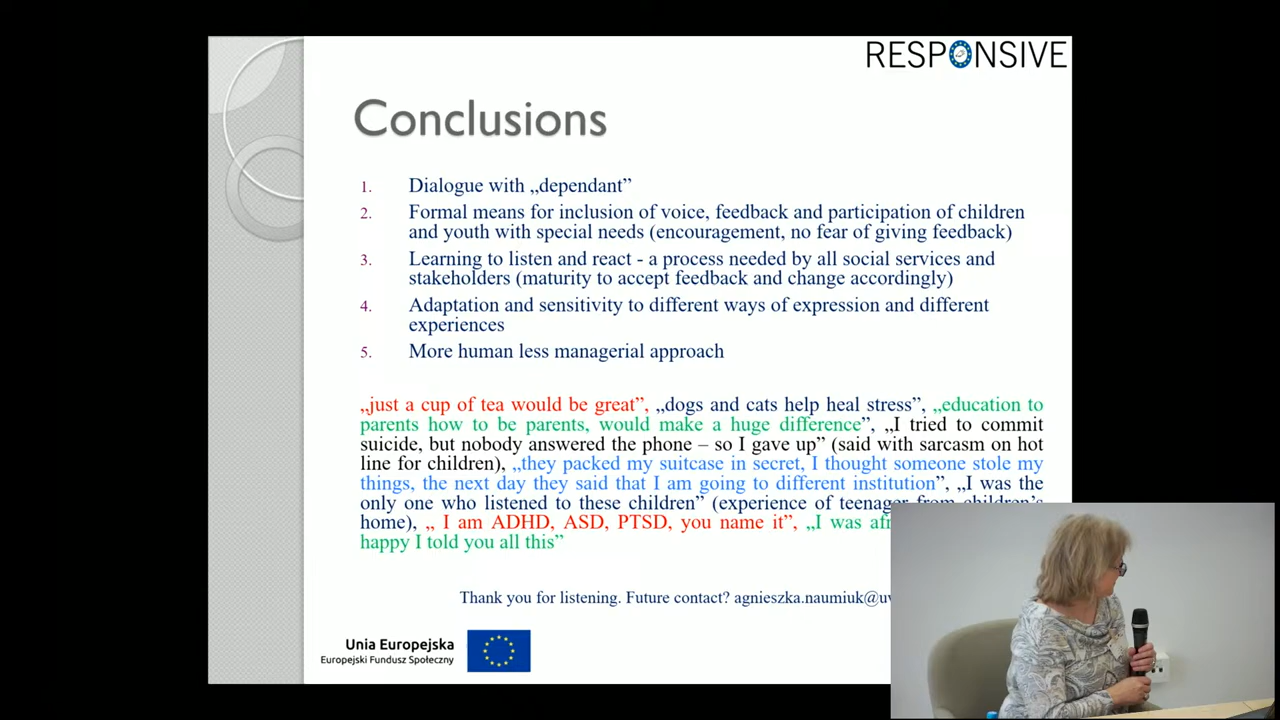 RESPONSIVE
Conclusions
1. Dialogue with „dependant”
2. Formal means for inclusion of voice, feedback and participation of children
and youth with special needs (encouragement, no fear of giving feedback)
3. Learning to listen and react - a process needed by all social services and
stakeholders (maturity to accept feedback and change accordingly)
4. Adaptation and sensitivity to different ways of expression and different
experiences
5. More human less managerial approach
„just a cup of tea would be great”, „dogs and cats help heal stress”, „education to
parents how to be parents, would make a huge difference”, „I tried to commit
suicide, but nobody answered the phone – so I gave up” (said with sarcasm on hot
line for children), „they packed my suitcase in secret, I thought someone stole my
things, the next day they said that I am going to different institution”, „I was the
only one who listened to these children” (experience of teenager from children’s
home), „ I am ADHD, ASD, PTSD, you name it”, „I was
happy I told you all this”
Thank you for listening. Future contact?
Unia Europejska
Europejski Fundusz Społeczny